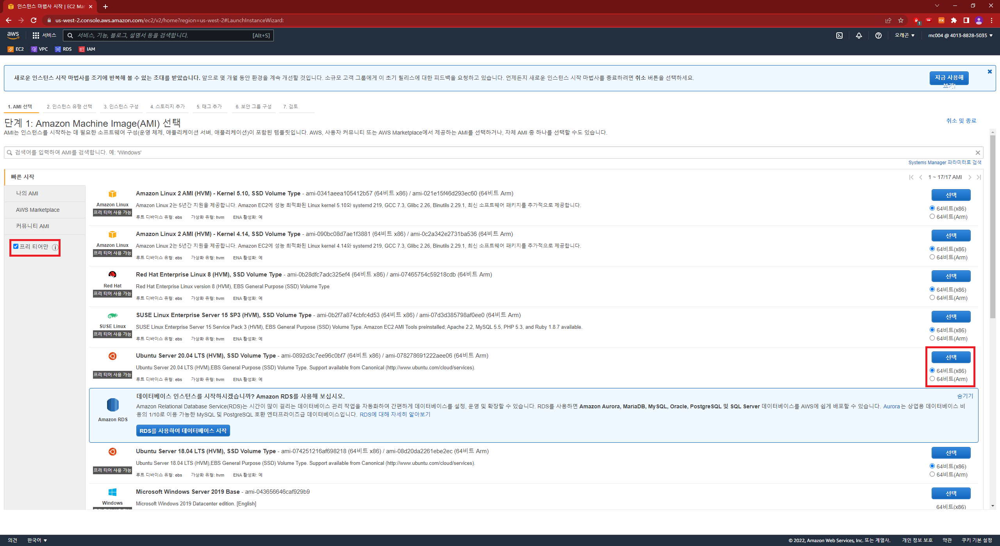 인스턴스 마법사 시작 | EC2 Mar
us-west-2.console.aws.amazon.com/ec2/v2/home?region=us-west-2#LaunchInstanceWizard:
1
aws 서비스 서비스, 기능, 블로그, 설명서 등을 검색합니다. [Alt+S] 오레곤 mc004 @ 4013-8828-5035
EC2 VPC RDS IAM
새로운 인스턴스 시작 마법사를 조기에 반복해 볼 수 있는 초대를 받았습니다. 앞으로 몇 개월 동안 환경을 계속 개선할 것입니다. 소규모 고객 그룹에게 이 초기 릴리스에 대한 피드백을 요청하고 있습니다. 언제든지 새로운 인스턴스 시작 마법사를 종료하려면 취소 버튼을 선택하세요.
지금 사용해
보기!
1. AMI 선택 2. 인스턴스 유형 선택 3. 인스턴스 구성 4. 스토리지 추가 5. 태그 추가 6. 보안 그룹 구성 7. 검토
단계 1: Amazon Machine Image(AMI) 선택
취소 및 종료
AMI는 인스턴스를 시작하는 데 필요한 소프트웨어 구성(운영 체제, 애플리케이션 서버, 애플리케이션)이 포함된 템플릿입니다. AWS, 사용자 커뮤니티 또는 AWS Marketplace에서 제공하는 AMI를 선택하거나, 자체 AMI 중 하나를 선택할 수도 있습니다.
검색어를 입력하여 AMI를 검색합니다. 예: 'Windows'
Systems Manager 파라미터로 검색
빠른 시작
1 ~ 17/17 AMI
나의 AMI
AWS Marketplace
커뮤니티 AMI
프리 티어만
Amazon Linux
프리 티어 사용 가능
Amazon Linux 2 AMI (HVM) - Kernel 5.10, SSD Volume Type - ami-0341aeea105412b57 (64비트 x86) / ami-021e15f46d293ec60 (64비트 Arm)
Amazon Linux 2는 5년간 지원을 제공합니다. Amazon EC2에 성능 최적화된 Linux kernel 5.10와 systemd 219, GCC 7.3, Glibc 2.26, Binutils 2.29.1, 최신 소프트웨어 패키지를 추가적으로 제공합니다.
루트 디바이스 유형: ebs 가상화 유형: hvm ENA 활성화: 예
선택
64비트(x86)
64비트(Arm)
Amazon Linux
프리 티어 사용 가능
Amazon Linux 2 AMI (HVM) - Kernel 4.14, SSD Volume Type - ami-090bc08d7ae1f3881 (64비트 x86) / ami-0c2a342e2731ba536 (64비트 Arm)
Amazon Linux 2는 5년간 지원을 제공합니다. Amazon EC2에 성능 최적화된 Linux kernel 4.14와 systemd 219, GCC 7.3, Glibc 2.26, Binutils 2.29.1, 최신 소프트웨어 패키지를 추가적으로 제공합니다.
루트 디바이스 유형: ebs 가상화 유형: hvm ENA 활성화: 예
선택
64비트(x86)
64비트(Arm)
Red Hat
프리 티어 사용 가능
Red Hat Enterprise Linux 8 (HVM), SSD Volume Type - ami-0b28dfc7adc325ef4 (64비트 x86) / ami-07465754c59218cdb (64비트 Arm)
Red Hat Enterprise Linux version 8 (HVM), EBS General Purpose (SSD) Volume Type
루트 디바이스 유형: ebs 가상화 유형: hvm ENA 활성화: 예
선택
64비트(x86)
64비트(Arm)
SUSE Linux
프리 티어 사용 가능
SUSE Linux Enterprise Server 15 SP3 (HVM), SSD Volume Type - ami-0b2f7a874cbfc4d53 (64비트 x86) / ami-07d3d385798af0ee0 (64비트 Arm)
SUSE Linux Enterprise Server 15 Service Pack 3 (HVM), EBS General Purpose (SSD) Volume Type. Amazon EC2 AMI Tools preinstalled; Apache 2.2, MySQL 5.5, PHP 5.3, and Ruby 1.8.7 available.
루트 디바이스 유형: ebs 가상화 유형: hvm ENA 활성화: 예
선택
64비트(x86)
64비트(Arm)
프리 티어 사용 가능
Ubuntu Server 20.04 LTS (HVM), SSD Volume Type - ami-0892d3c7ee96c0bf7 (64비트 x86) / ami-078278691222aee06 (64비트 Arm)
Ubuntu Server 20.04 LTS (HVM),EBS General Purpose (SSD) Volume Type. Support available from Canonical (http://www.ubuntu.com/cloud/services).
루트 디바이스 유형: ebs 가상화 유형: hvm ENA 활성화: 예
선택
64비트(x86)
64비트(Arm)
Amazon RDS
데이터베이스 인스턴스를 시작하시겠습니까? Amazon RDS를 사용해 보십시오.
숨기기
Amazon Relational Database Service(RDS)는 시간이 많이 걸리는 데이터베이스 관리 작업을 자동화하여 간편하게 데이터베이스를 설정, 운영 및 확장할 수 있습니다. RDS를 사용하면 Amazon Aurora, MariaDB, MySQL, Oracle, PostgreSQL 및 SQL Server 데이터베이스를 AWS에 쉽게 배포할 수 있습니다. Aurora 는 상업용 데이터베이스 비
용의 1/10로 이용 가능한 MySQL 및 PostgreSQL 호환 엔터프라이즈급 데이터베이스입니다. RDS에 대해 자세히 알아보기
RDS를 사용하여 데이터베이스 시작
프리 티어 사용 가능
Ubuntu Server 18.04 LTS (HVM), SSD Volume Type - ami-074251216af698218 (64비트 x86) / ami-08d20da2261ebe2ec (64비트 Arm)
Ubuntu Server 18.04 LTS (HVM),EBS General Purpose (SSD) Volume Type. Support available from Canonical (http://www.ubuntu.com/cloud/services).
루트 디바이스 유형: ebs 가상화 유형: hvm ENA 활성화: 예
선택
64비트(x86)
64비트(Arm)
Windows
Microsoft Windows Server 2019 Base - ami-043656646caf929b9
Microsoft Windows 2019 Datacenter edition. [English]
선택
64비트(x86)
의견 한국어 © 2022, Amazon Web Services, Inc. 또는 계열사. 개인 정보 보호 약관 쿠키 기본 설정